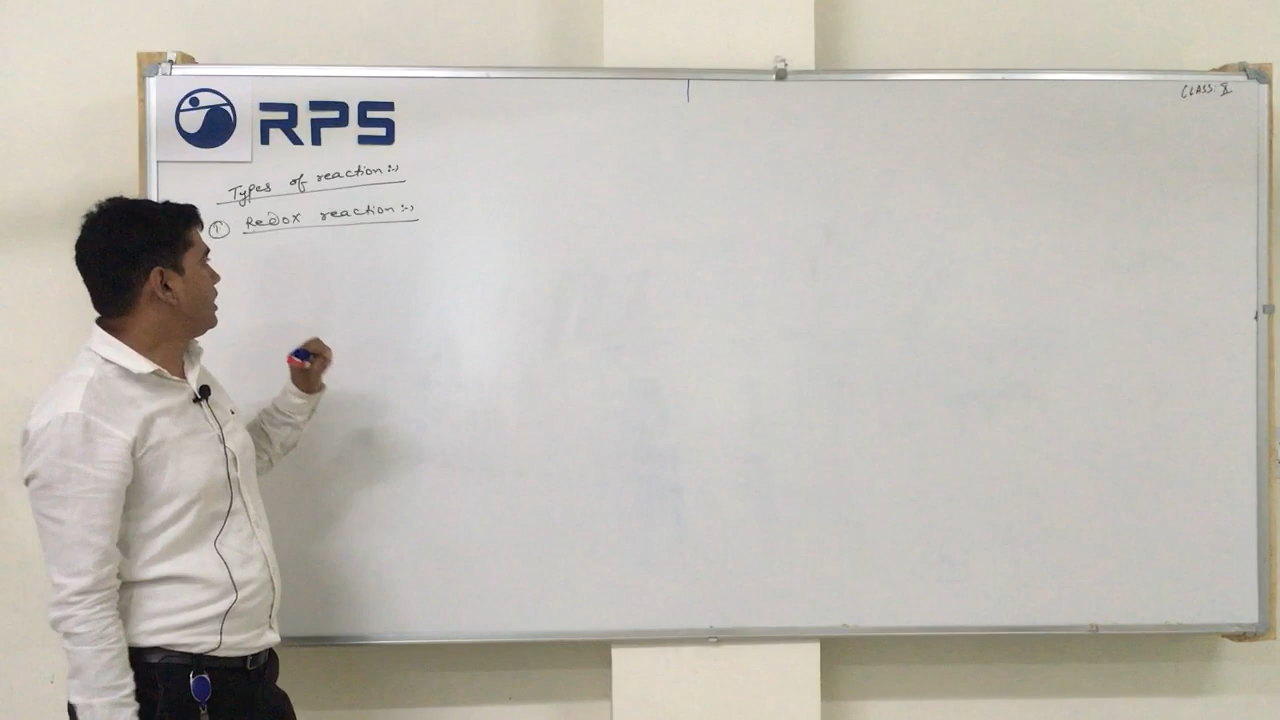 RPS
CLASS: X
Types of reaction:→
① Redox reaction:→